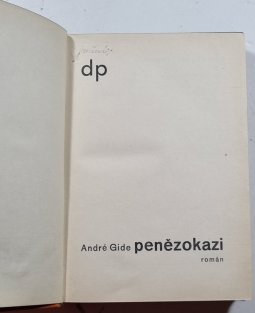 dp
André Gide penězokazi
román